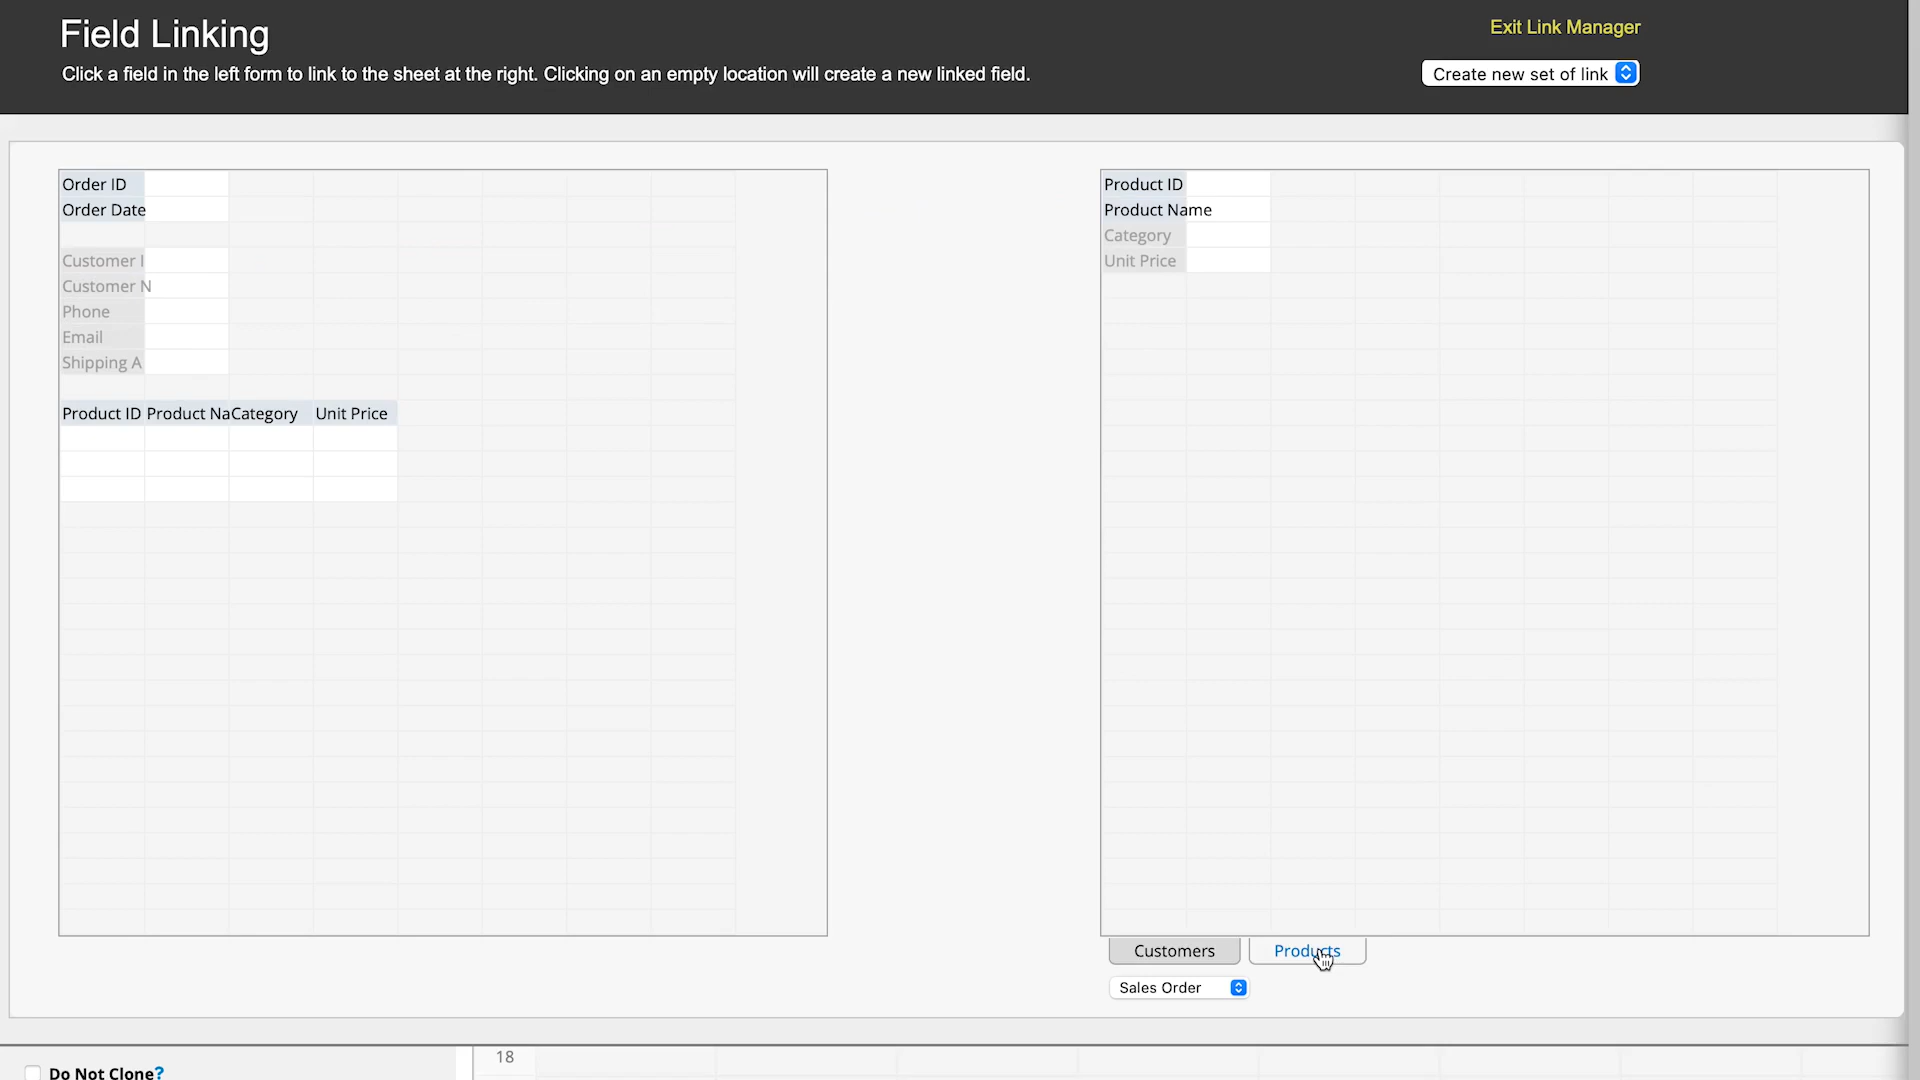 Field Linking
Exit Link Manager
Click a field in the left form to link to the sheet at the right. Clicking on an empty location will create a new linked field.
Create new set of link
Order ID
Order Date
Customer I
Customer N
Phone
Email
Shipping A
Product ID Product Na Category Unit Price
Product ID
Product Name
Category
Unit Price
Customers Products
Sales Order
18
Do Not Clone?